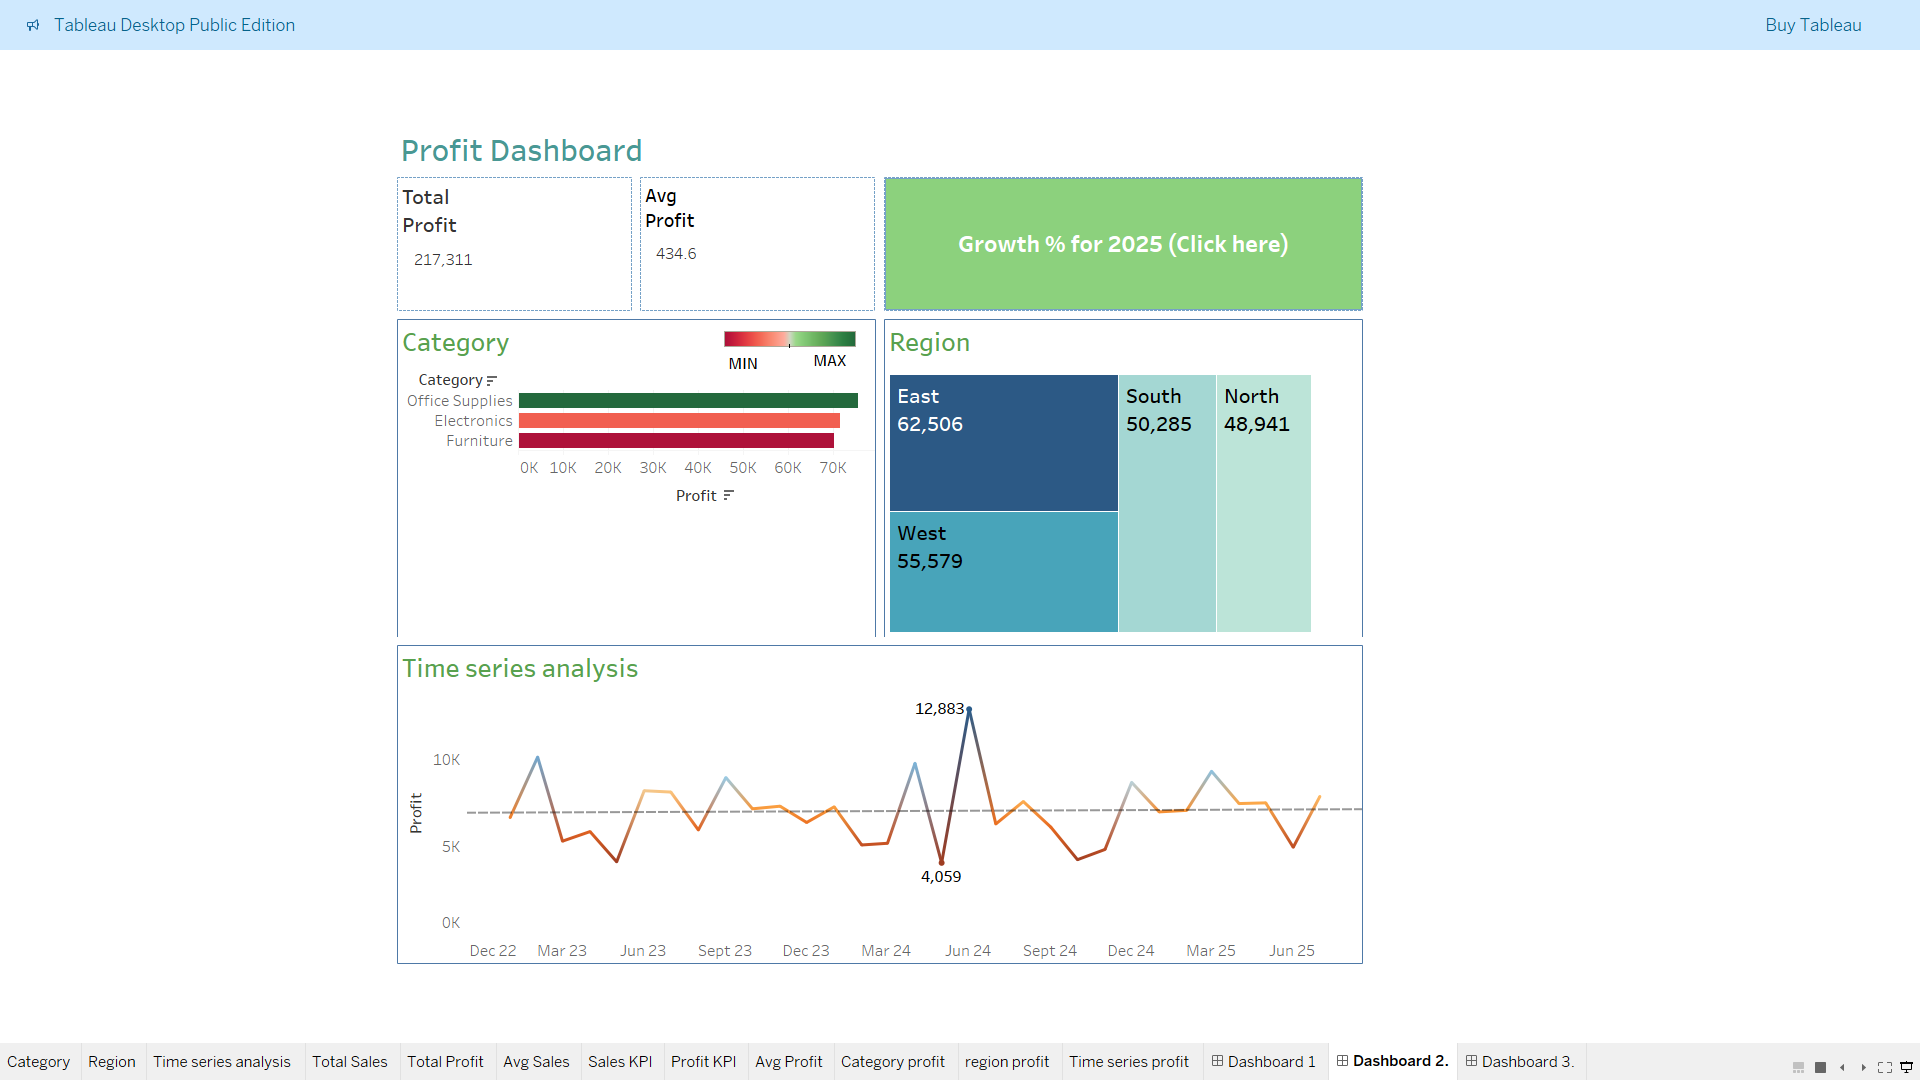 Tableau Desktop Public Edition
Buy Tableau
Profit Dashboard
Total
Profit
217,311
Avg
Profit
434.6
Growth % for 2025 (Click here)
Category
MIN
MAX
Category
Office Supplies
Electronics
Furniture
0K 10K 20K 30K 40K 50K 60K 70K
Profit
Region
East
62,506
West
55,579
South
50,285
North
48,941
Time series analysis
12,883
10K
Profit
5K
4,059
0K
Dec 22 Mar 23 Jun 23 Sept 23 Dec 23 Mar 24 Jun 24 Sept 24 Dec 24 Mar 25 Jun 25
Category Region Time series analysis Total Sales Total Profit Avg Sales Sales KPI Profit KPI Avg Profit Category profit region profit Time series profit Dashboard 1 Dashboard 2. Dashboard 3.